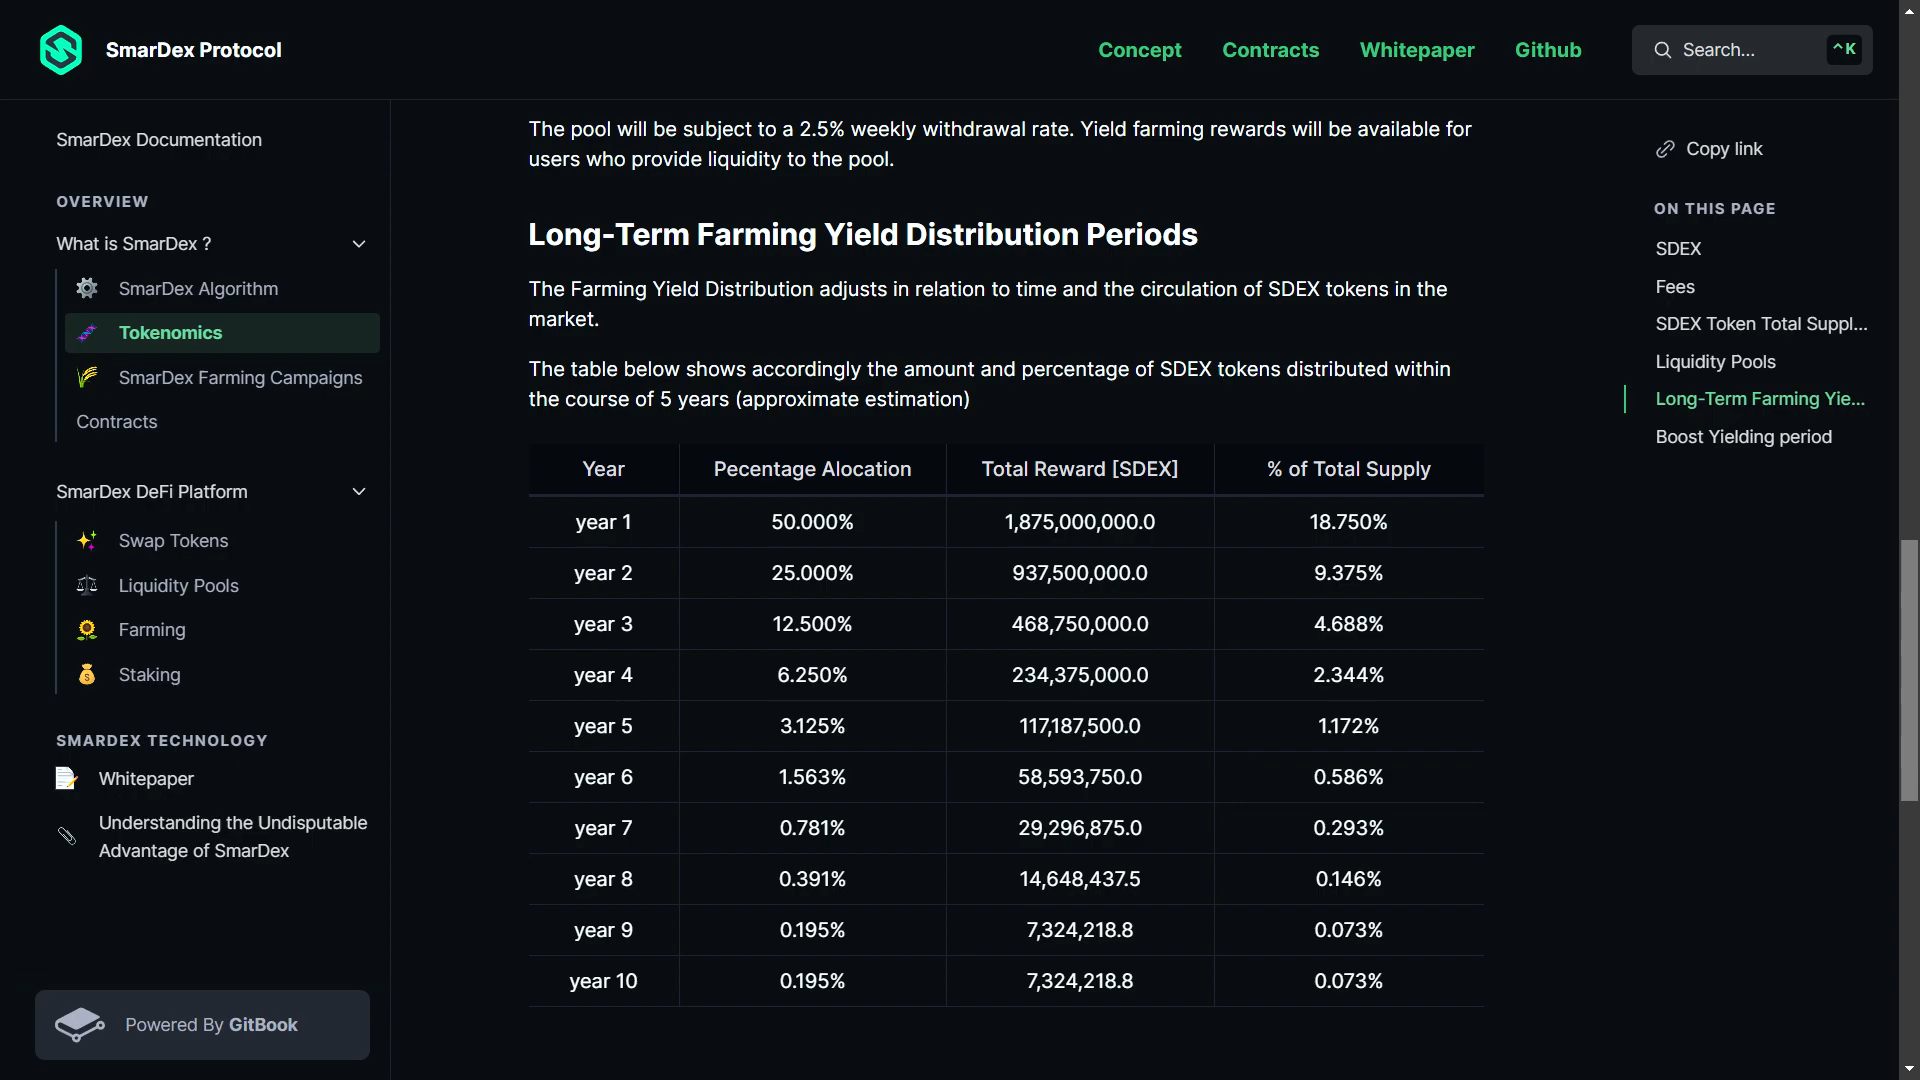 SmarDex Protocol
Concept
Contracts
Whitepaper
Github
Search...
^K
SmarDex Documentation
OVERVIEW
What is SmarDex ?
SmarDex Algorithm
Tokenomics
SmarDex Farming Campaigns
Contracts
SmarDex DeFi Platform
Swap Tokens
Liquidity Pools
Farming
Staking
SMARDEX TECHNOLOGY
Whitepaper
Understanding the Undisputable
Advantage of SmarDex
Powered By GitBook
The pool will be subject to a 2.5% weekly withdrawal rate. Yield farming rewards will be available for
users who provide liquidity to the pool.
Long-Term Farming Yield Distribution Periods
The Farming Yield Distribution adjusts in relation to time and the circulation of SDEX tokens in the
market.
The table below shows accordingly the amount and percentage of SDEX tokens distributed within
the course of 5 years (approximate estimation)
Year Pecentage Alocation Total Reward [SDEX] % of Total Supply
year 1 50.000% 1,875,000,000.0 18.750%
year 2 25.000% 937,500,000.0 9.375%
year 3 12.500% 468,750,000.0 4.688%
year 4 6.250% 234,375,000.0 2.344%
year 5 3.125% 117,187,500.0 1.172%
year 6 1.563% 58,593,750.0 0.586%
year 7 0.781% 29,296,875.0 0.293%
year 8 0.391% 14,648,437.5 0.146%
year 9 0.195% 7,324,218.8 0.073%
year 10 0.195% 7,324,218.8 0.073%
Copy link
ON THIS PAGE
SDEX
Fees
SDEX Token Total Suppl...
Liquidity Pools
Long-Term Farming Yie...
Boost Yielding period